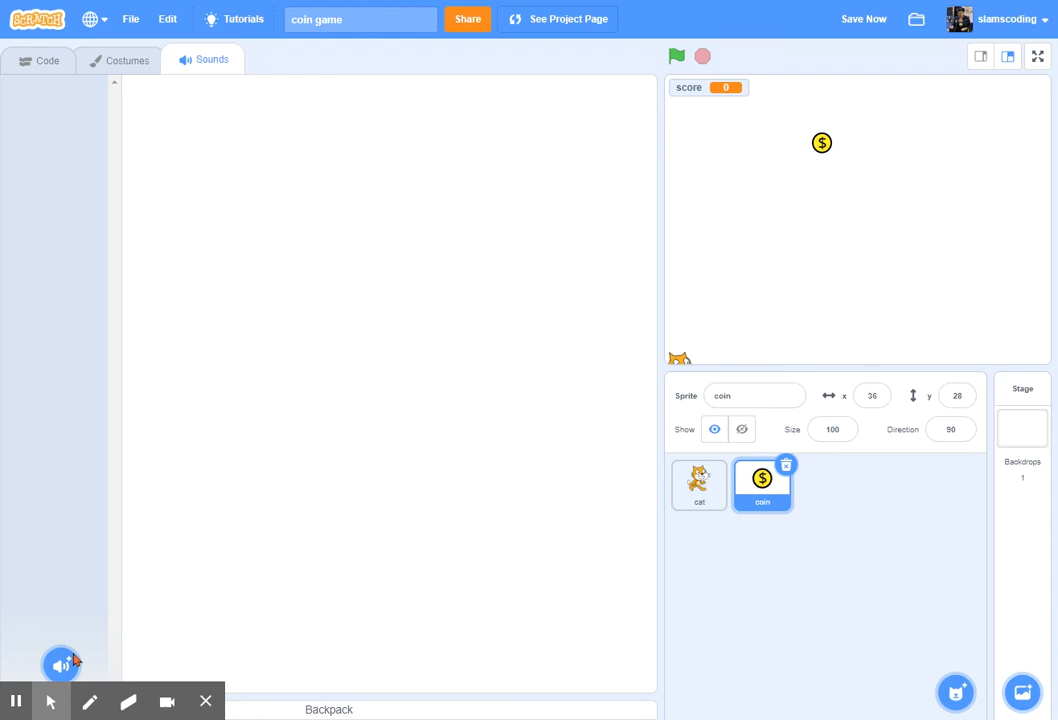 SCRATCH File Edit Tutorials coin game Share See Project Page Save Now slamscoding
Code Costumes Sounds
score 0
$
Sprite coin x 36 y 28
Show Size 100 Direction 90
Stage
Backdrops
1
$
cat coin
Backpack